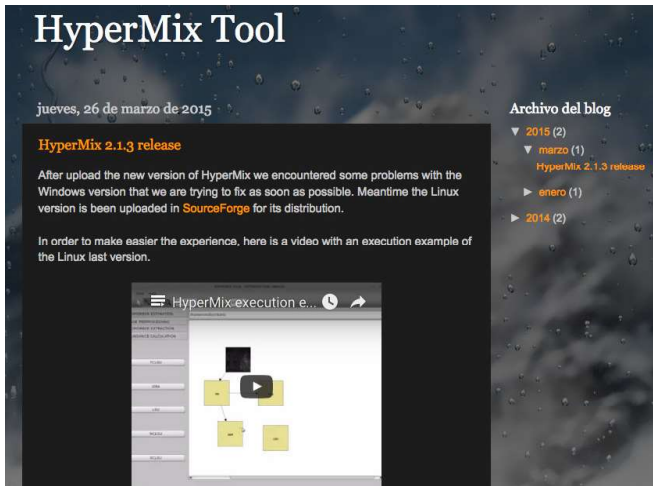 HyperMix Tool
jueves, 26 de marzo de 2015
HyperMix 2.1.3 release
After upload the new version of HyperMix we encountered some problems with the
Windows version that we are trying to fix as soon as possible. Meantime the Linux
version is been uploaded in SourceForge for its distribution.
In order to make easier the experience, here is a video with an execution example of
the Linux last version.
HyperMix execution e...
Archivo del blog
▼ 2015 (2)
▼ marzo (1)
HyperMix 2.1.3 release
► enero (1)
► 2014 (2)